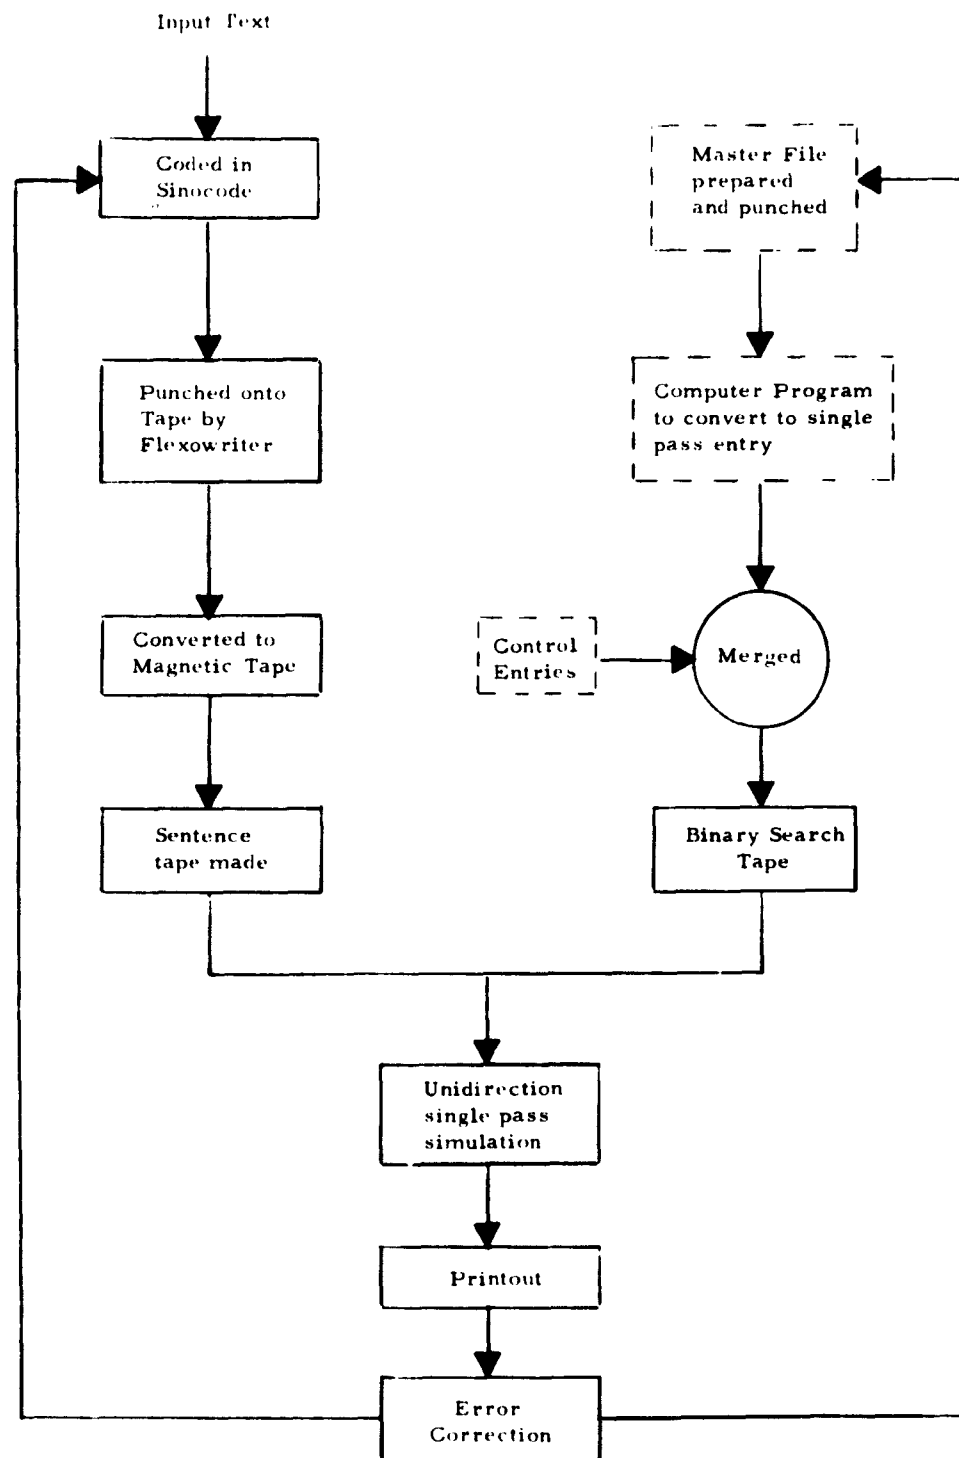 Input Text
Coded in
Sinocode
Master File
prepared
and punched
Punched onto
Tape by
Flexowriter
Computer Program
to convert to single
pass entry
Converted to
Magnetic Tape
Control
Entries
Merged
Sentence
tape made
Binary Search
Tape
Unidirection
single pass
simulation
Printout
Error
Correction